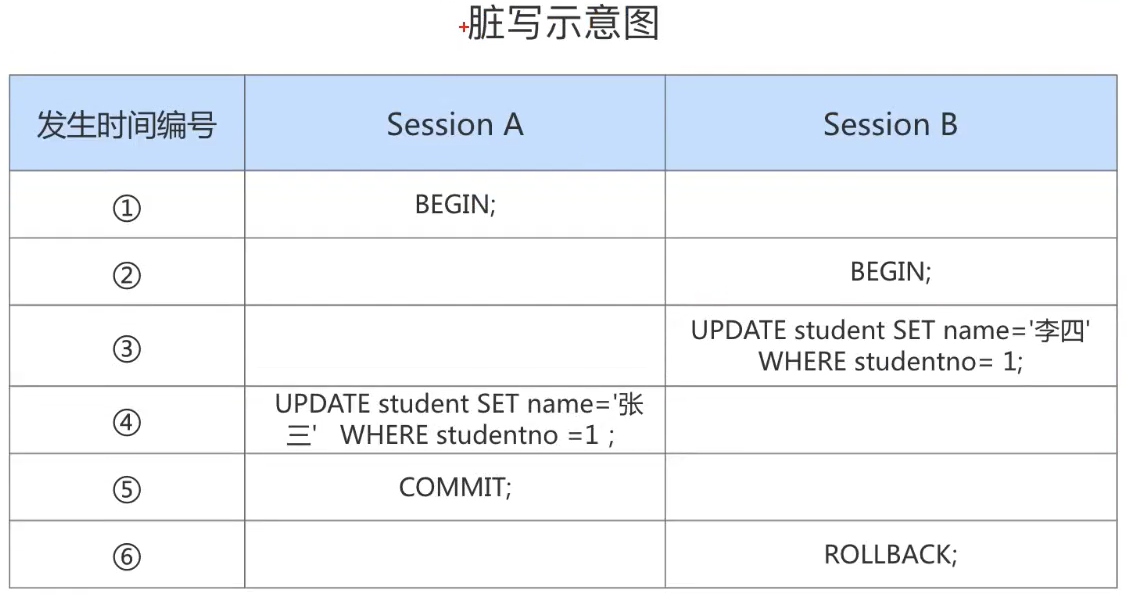 +脏写示意图
发生时间编号 Session A Session B
① BEGIN;
② BEGIN;
③ UPDATE student SET name='李四'
WHERE studentno= 1;
④ UPDATE student SET name='张
三' WHERE studentno =1 ;
⑤ COMMIT;
⑥ ROLLBACK;